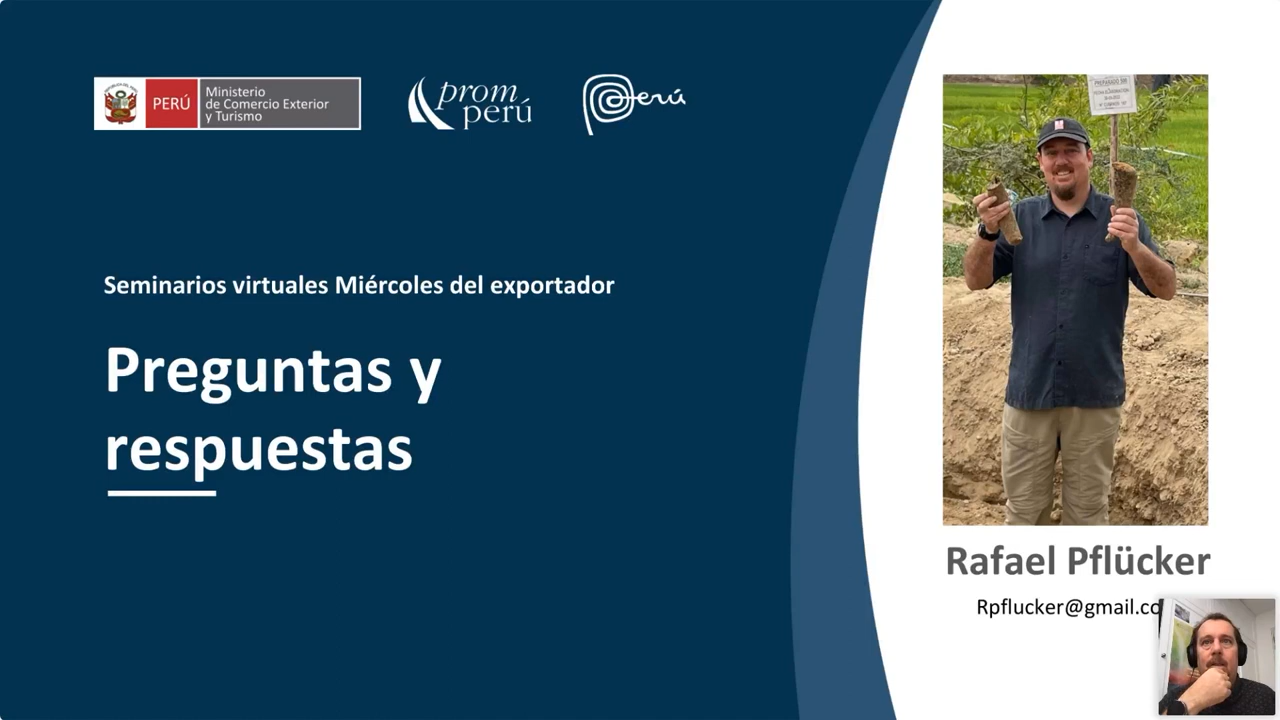 PERÚ
Ministerio
de Comercio Exterior
y Turismo
prom
perú
Perú
Seminarios virtuales Miércoles del exportador
Preguntas y
respuestas
Rafael Pflücker
Rpflucker@gmail.co